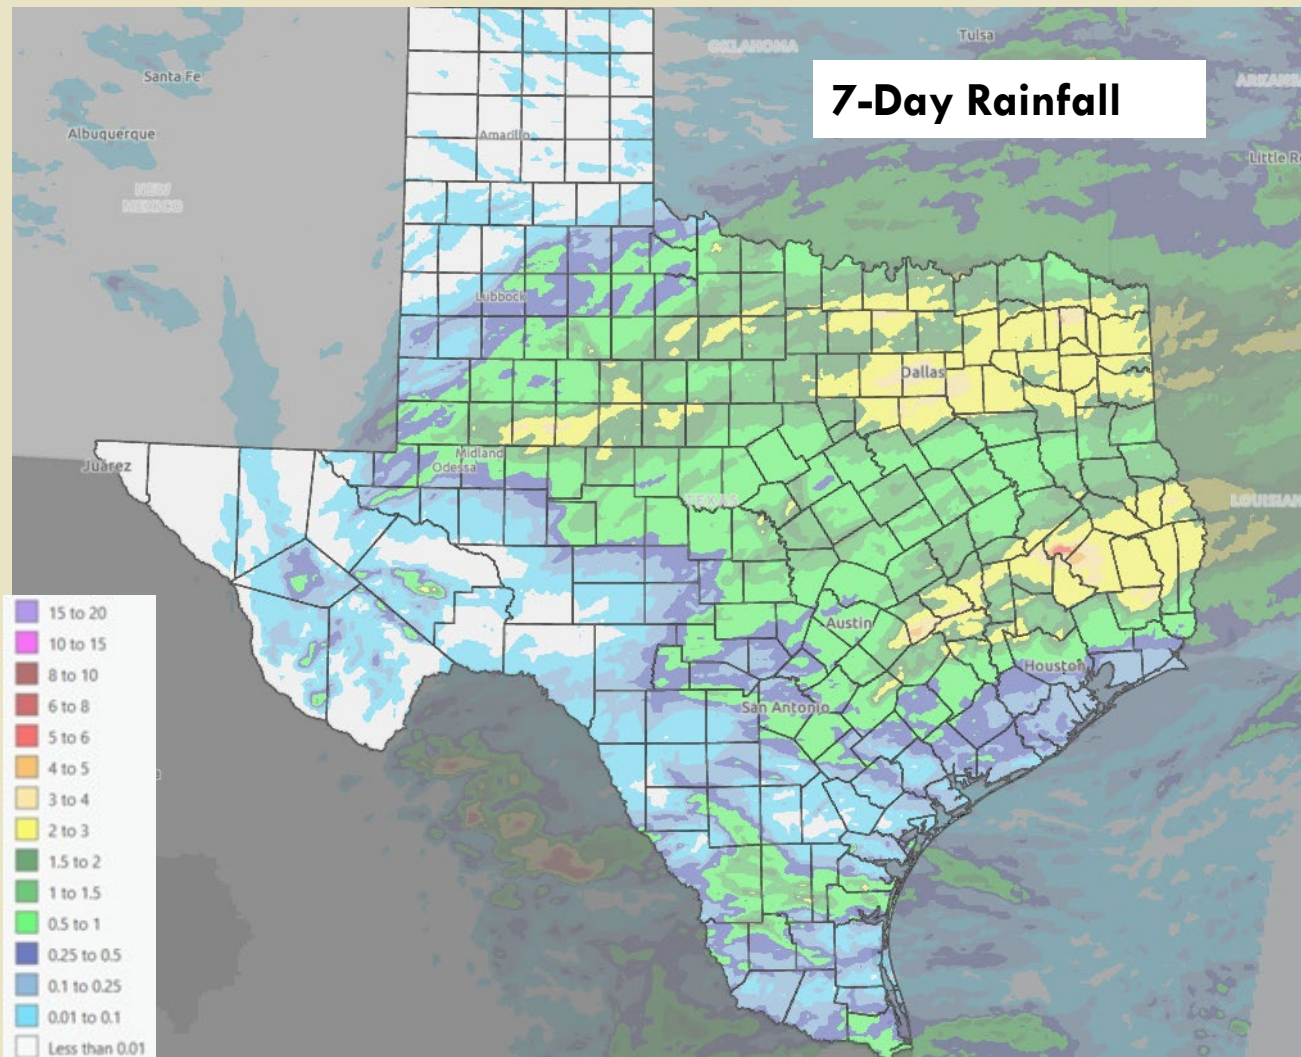 7-Day Rainfall
OKLAHOMA
Tulsa
Santa Fe
ARKANS
Albuquerque
Amarillo
Little R
NEW
MEXICO
Lubbock
Dallas
Midland
Odessa
Juárez
TEXAS
LOUISIAN
Austin
Houston
San Antonio
15 to 20
10 to 15
8 to 10
6 to 8
5 to 6
4 to 5
3 to 4
2 to 3
1.5 to 2
1 to 1.5
0.5 to 1
0.25 to 0.5
0.1 to 0.25
0.01 to 0.1
Less than 0.01